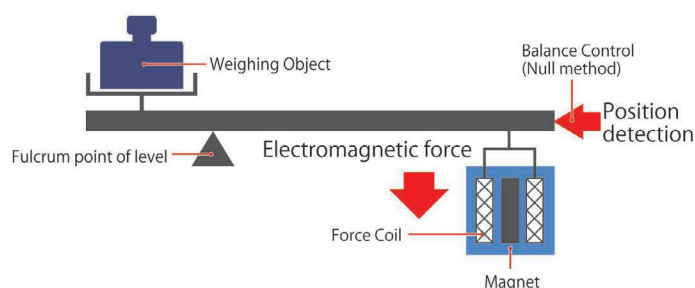 Weighing Object
Balance Control
(Null method)
Position
detection
Fulcrum point of level
Electromagnetic force
Force Coil
Magnet